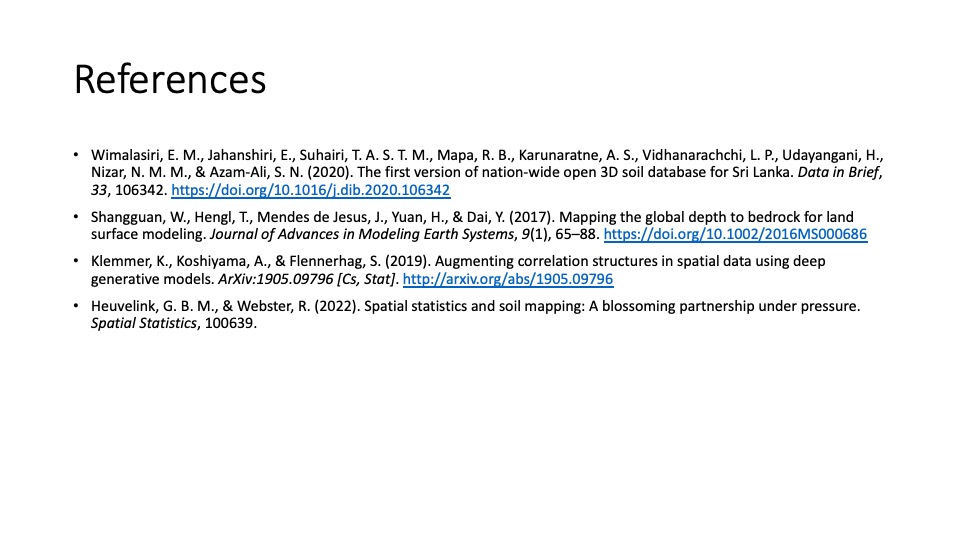 References
• Wimalasiri, E. M., Jahanshiri, E., Suhairi, T. A. S. T. M., Mapa, R. B., Karunaratne, A. S., Vidhanarachchi, L. P., Udayangani, H.,
Nizar, N. M. M., & Azam-Ali, S. N. (2020). The first version of nation-wide open 3D soil database for Sri Lanka. Data in Brief,
33, 106342. https://doi.org/10.1016/j.dib.2020.106342
• Shangguan, W., Hengl, T., Mendes de Jesus, J., Yuan, H., & Dai, Y. (2017). Mapping the global depth to bedrock for land
surface modeling. Journal of Advances in Modeling Earth Systems, 9(1), 65–88. https://doi.org/10.1002/2016MS000686
• Klemmer, K., Koshiyama, A., & Flennerhag, S. (2019). Augmenting correlation structures in spatial data using deep
generative models. ArXiv:1905.09796 [Cs, Stat]. http://arxiv.org/abs/1905.09796
• Heuvelink, G. B. M., & Webster, R. (2022). Spatial statistics and soil mapping: A blossoming partnership under pressure.
Spatial Statistics, 100639.